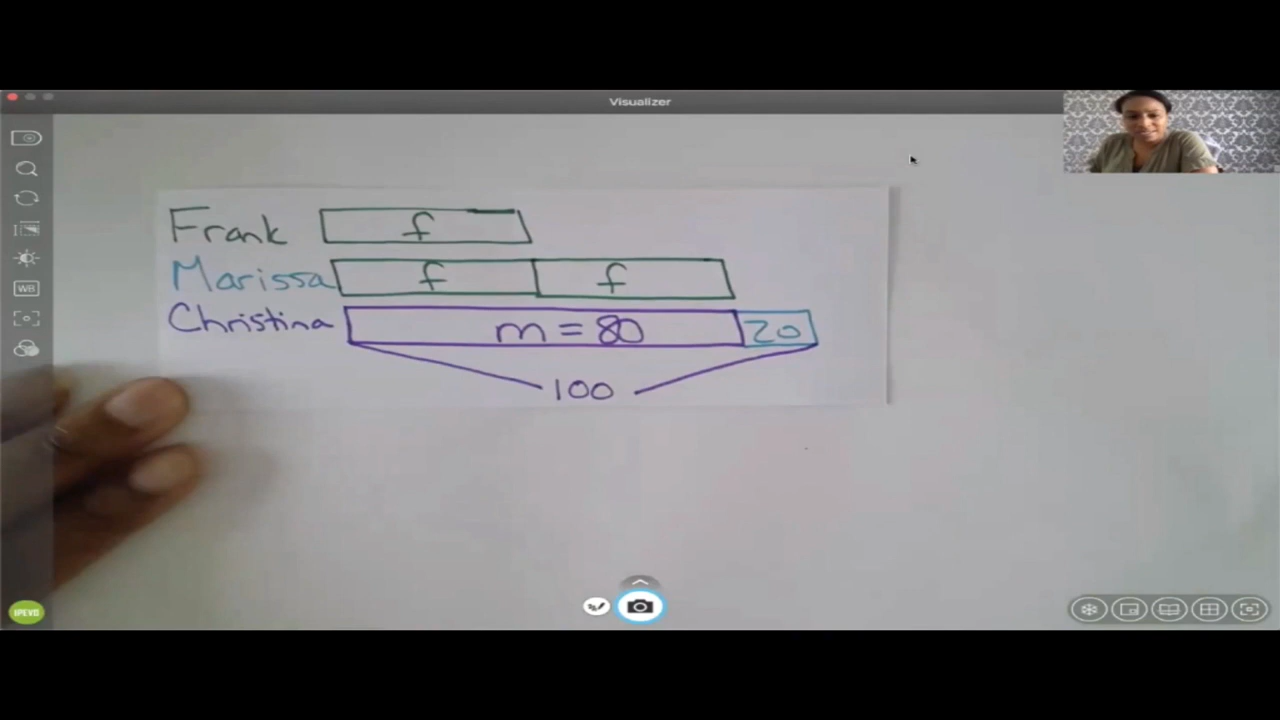 Visualizer
Frank f
Marissa f f
Christina m = 80 20
100
WB
IPEVO